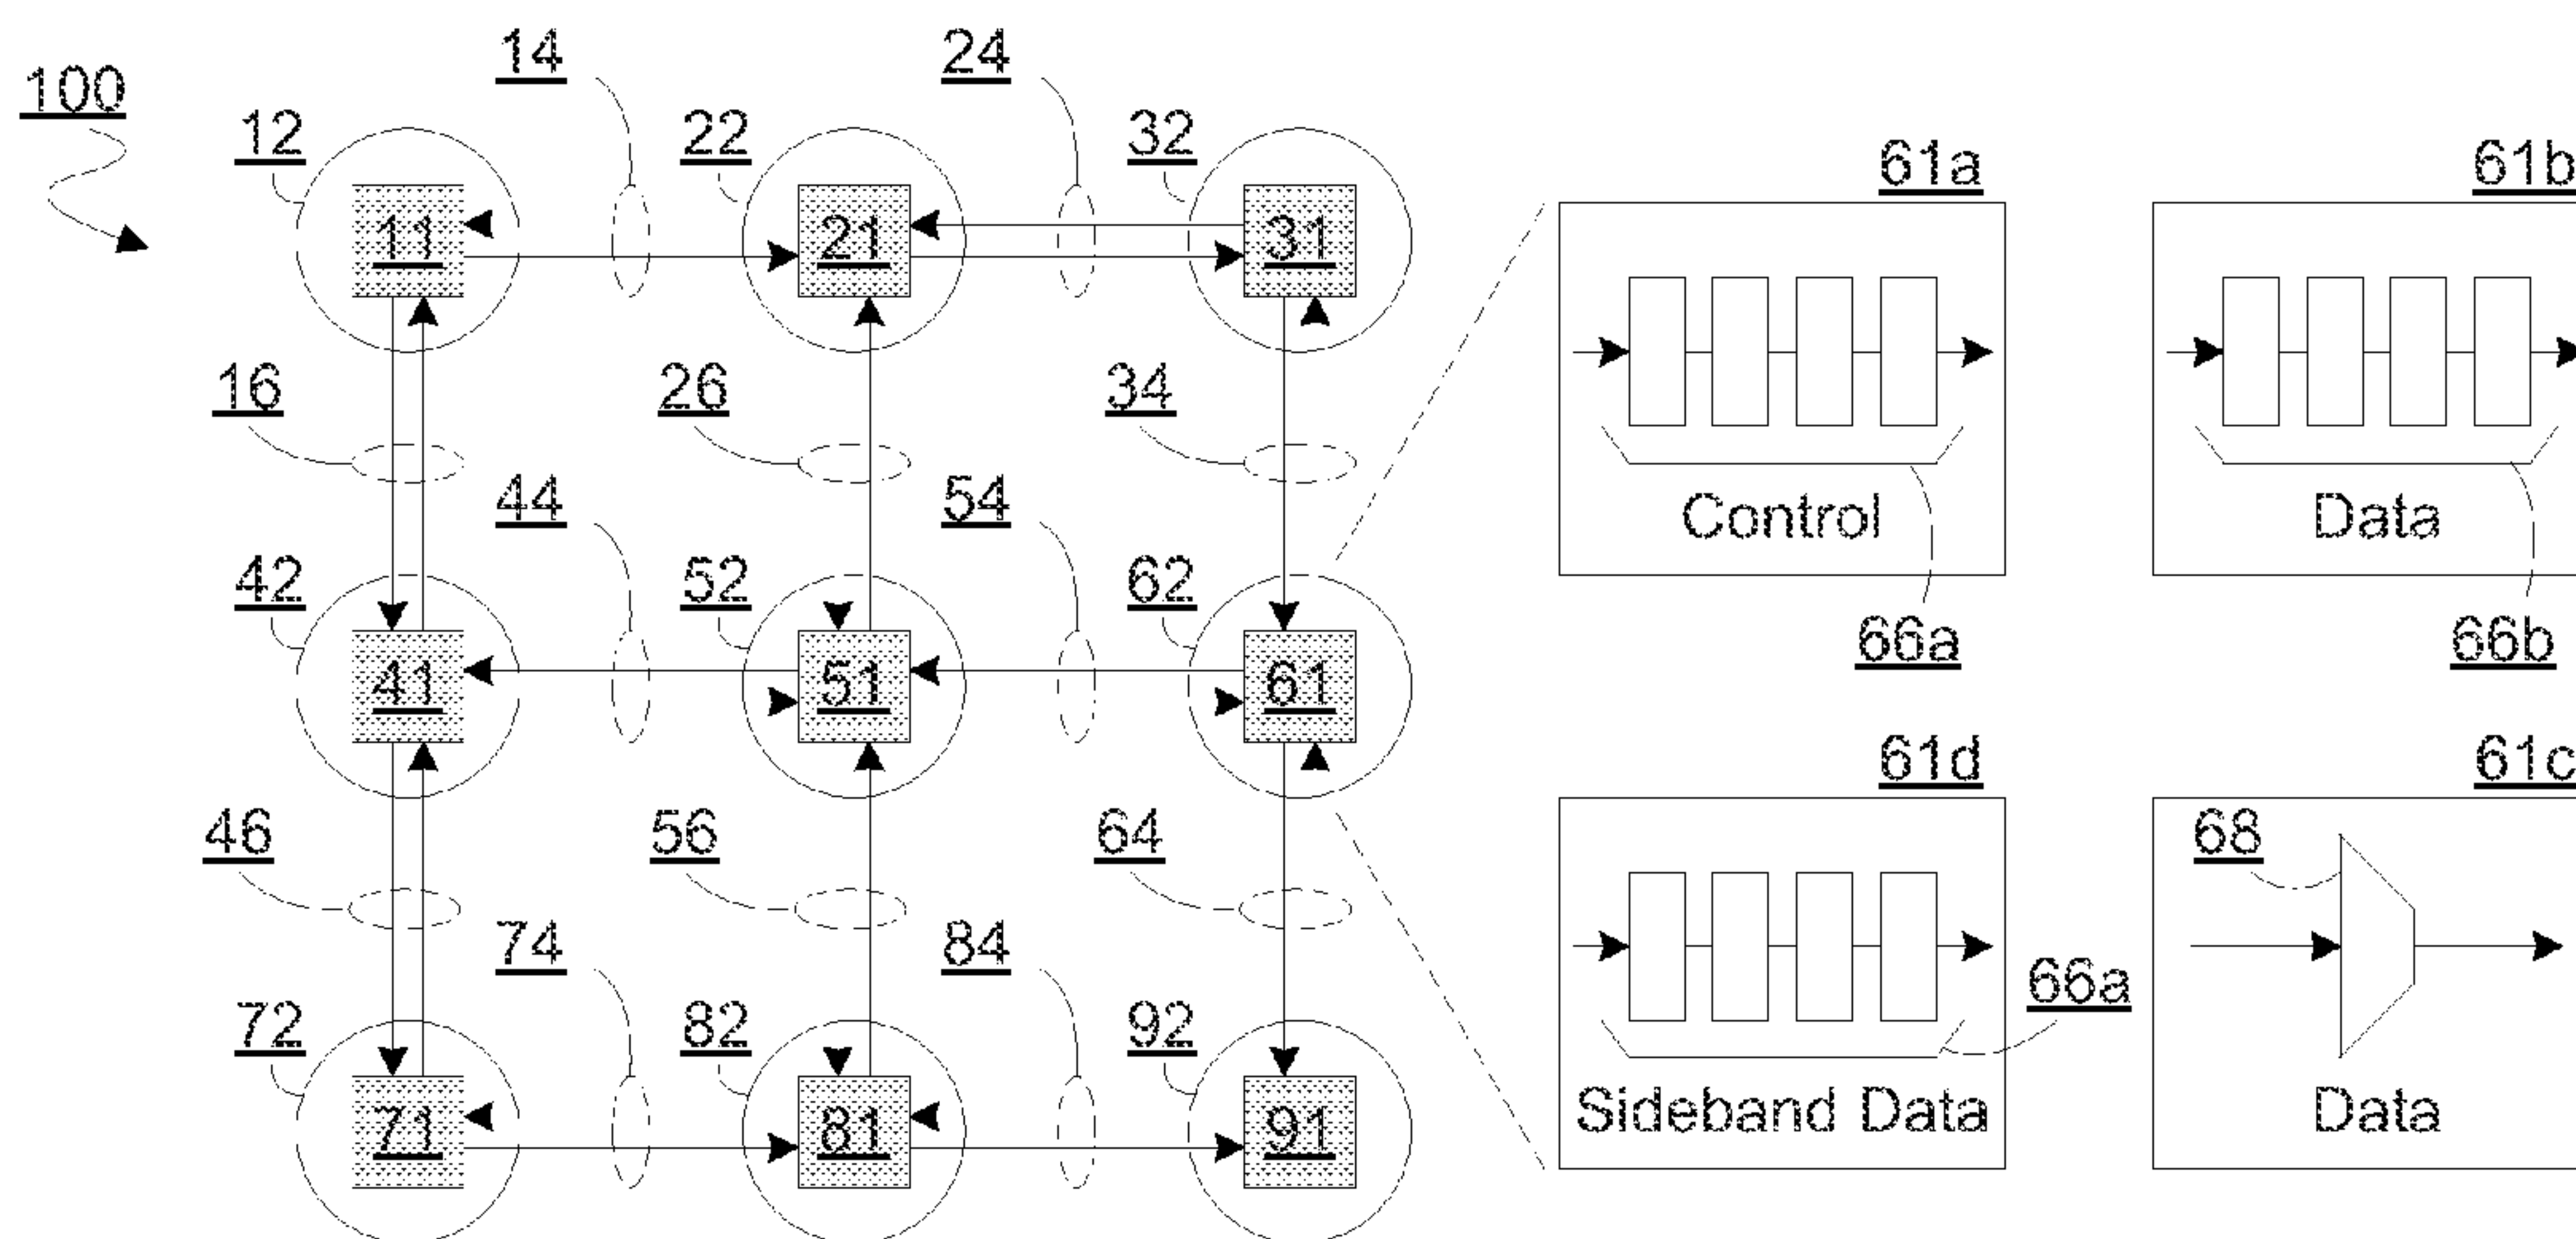 14 24
100 12 22 32 61a 61b
11 21 31
16 26 34
44 54 Control Data
42 52 62
66a 66b
41 51 61
61d 61c
46 56 64 68
74 84 66a
72 82 92
71 81 91 Sideband Data Data